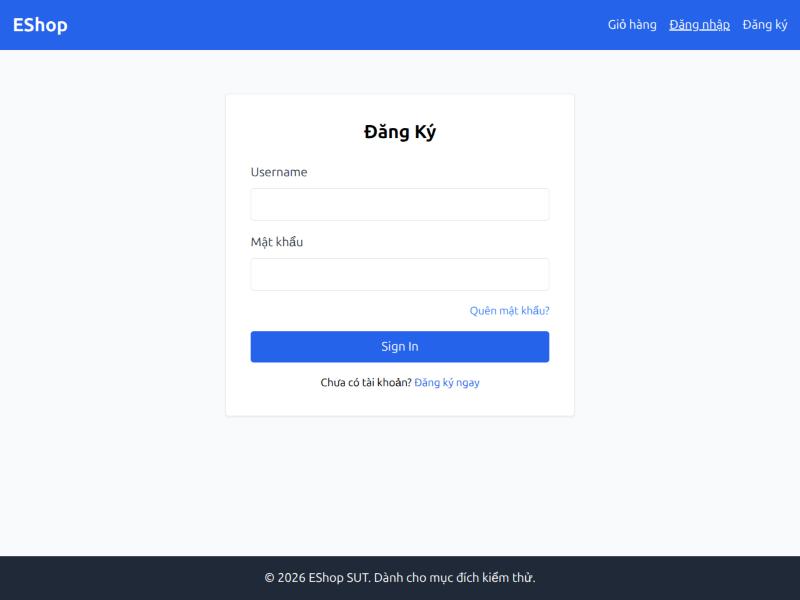 EShop
Giỏ hàng Đăng nhập Đăng ký
Đăng Ký
Username
Mật khẩu
Quên mật khẩu?
Sign In
Chưa có tài khoản? Đăng ký ngay
© 2026 EShop SUT. Dành cho mục đích kiểm thử.